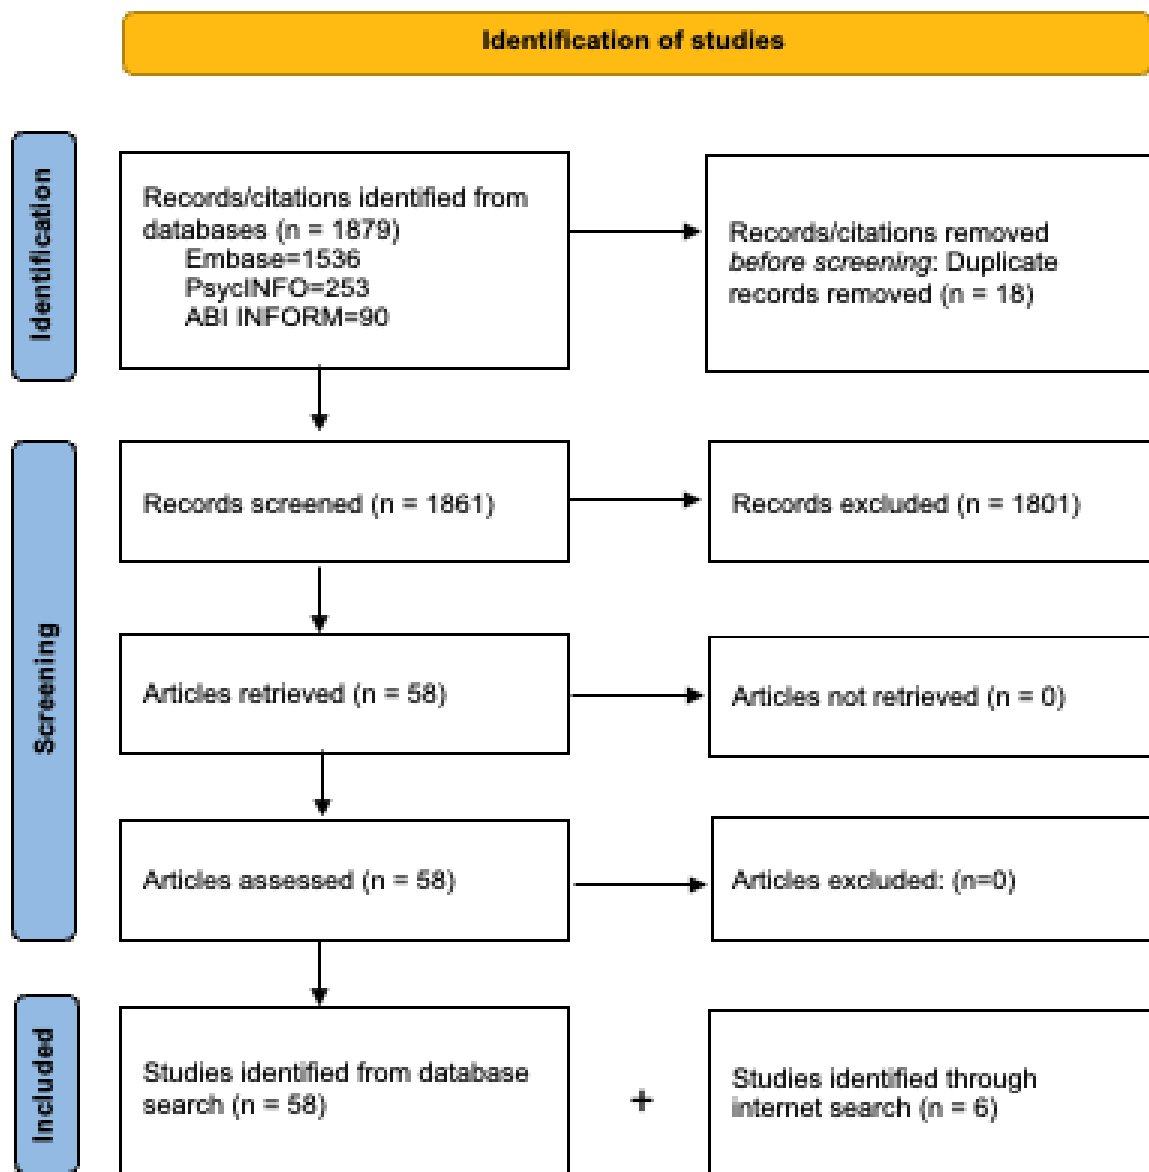 Identification of studies
Identification
Records/citations identified from
databases (n = 1879)
Embase=1536
PsycINFO=253
ABI INFORM=90
Records/citations removed
before screening: Duplicate
records removed (n = 18)
Screening
Records screened (n = 1861)
Records excluded (n = 1801)
Articles retrieved (n = 58)
Articles not retrieved (n = 0)
Articles assessed (n = 58)
Articles excluded: (n=0)
Included
Studies identified from database
search (n = 58)
+
Studies identified through
internet search (n = 6)